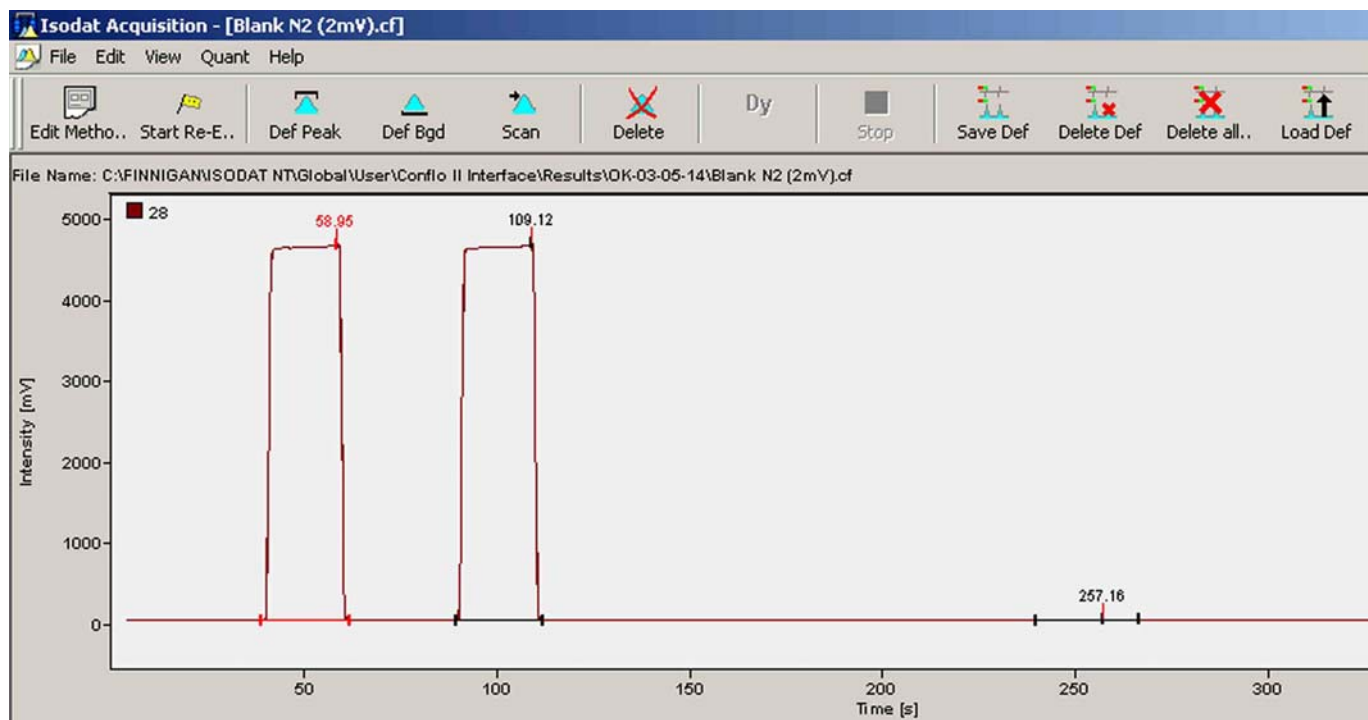 Isodat Acquisition - [Blank N2 (2mV).cf]
File Edit View Quant Help
Edit Metho.. Start Re-E.. Def Peak Def Bgd Scan Delete Dy Stop Save Def Delete Def Delete all.. Load Def
File Name: C:\FINNIGAN\ISODAT NT\Global\User\Conflo II Interface\Results\OK-03-05-14\Blank N2 (2mV).cf
28
58.95
109.12
257.16
5000
4000
3000
2000
1000
0
Intensity [mV]
50 100 150 200 250 300
Time [s]